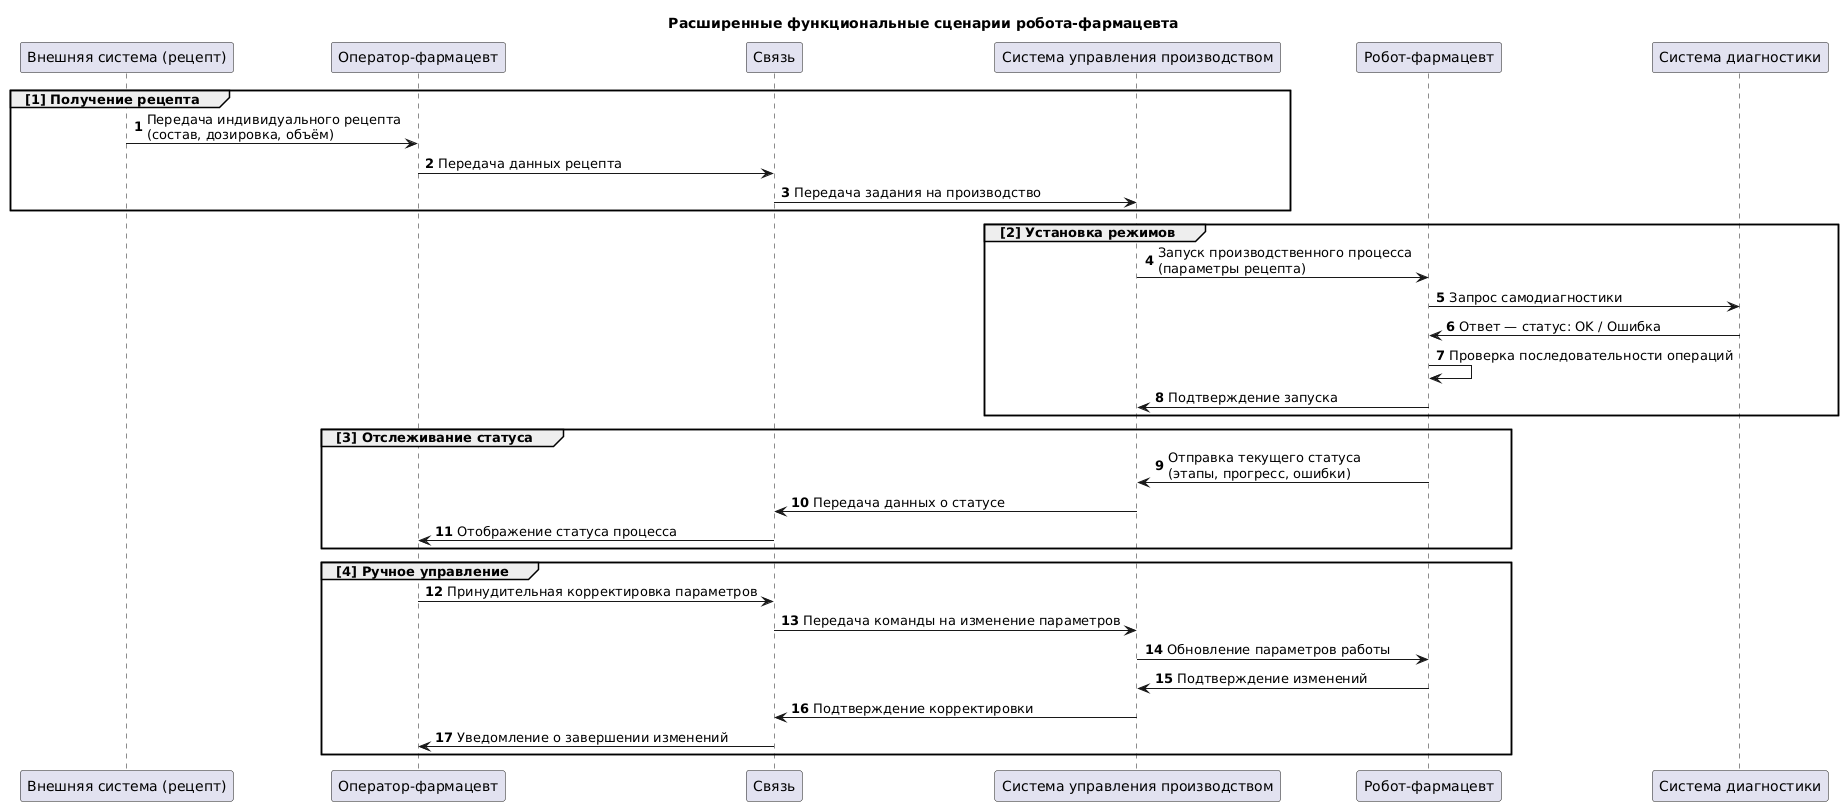 Расширенные функциональные сценарии робота-фармацевта
Внешняя система (рецепт)
Оператор-фармацевт
Связь
Система управления производством
Робот-фармацевт
Система диагностики
[1] Получение рецепта
1 Передача индивидуального рецепта
(состав, дозировка, объём)
2 Передача данных рецепта
3 Передача задания на производство
[2] Установка режимов
4 Запуск производственного процесса
(параметры рецепта)
5 Запрос самодиагностики
6 Ответ — статус: OK / Ошибка
7 Проверка последовательности операций
8 Подтверждение запуска
[3] Отслеживание статуса
9 Отправка текущего статуса
(этапы, прогресс, ошибки)
10 Передача данных о статусе
11 Отображение статуса процесса
[4] Ручное управление
12 Принудительная корректировка параметров
13 Передача команды на изменение параметров
14 Обновление параметров работы
15 Подтверждение изменений
16 Подтверждение корректировки
17 Уведомление о завершении изменений
Внешняя система (рецепт)
Оператор-фармацевт
Связь
Система управления производством
Робот-фармацевт
Система диагностики